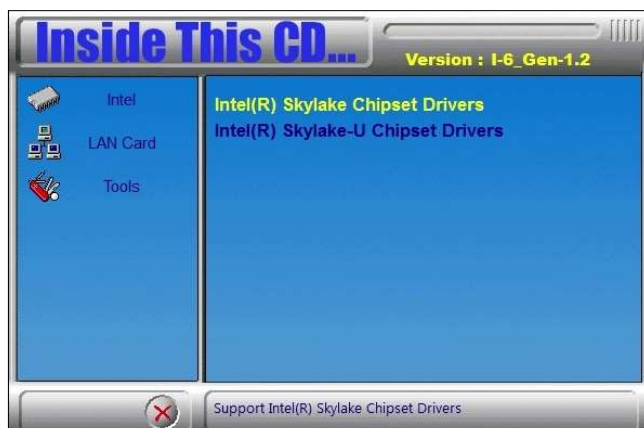 Inside This CD...
Version : I-6_Gen-1.2
Intel
LAN Card
Tools
Intel(R) Skylake Chipset Drivers
Intel(R) Skylake-U Chipset Drivers
Support Intel(R) Skylake Chipset Drivers